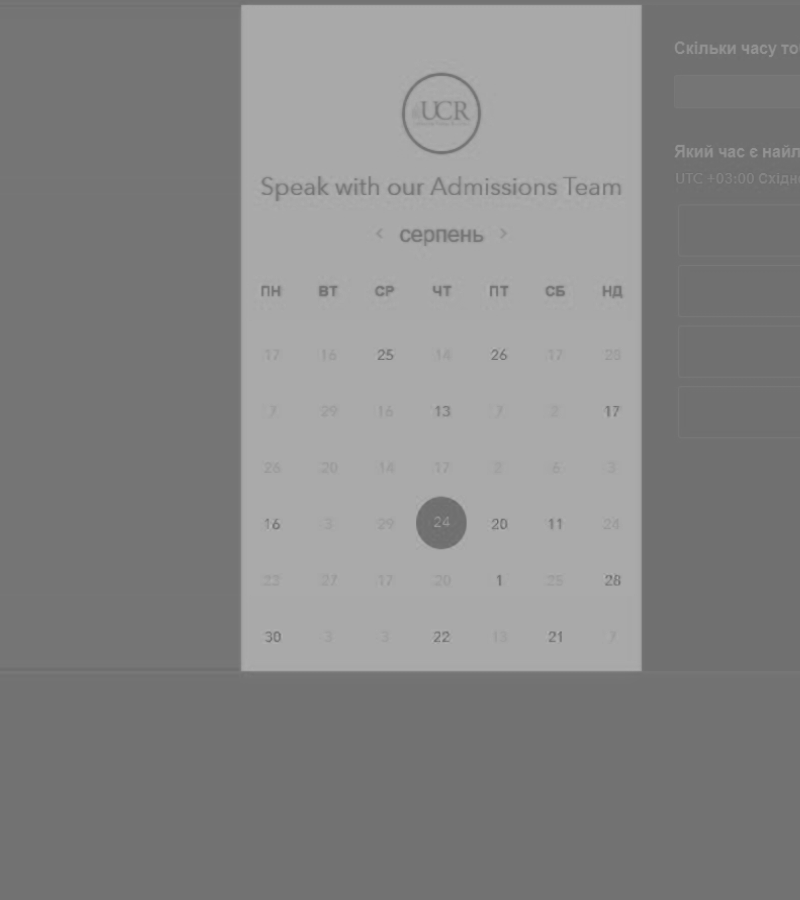 UCR
Speak with our Admissions Team
< серпень >
ПН ВТ СР ЧТ ПТ СБ НД
17 16 25 14 26 17 28
7 29 16 13 7 2 17
26 20 14 17 2 6 3
16 3 29 24 20 11 24
23 27 17 20 1 25 28
30 3 3 22 13 21 7
Скільки часу
Який час є
UTC +03:00